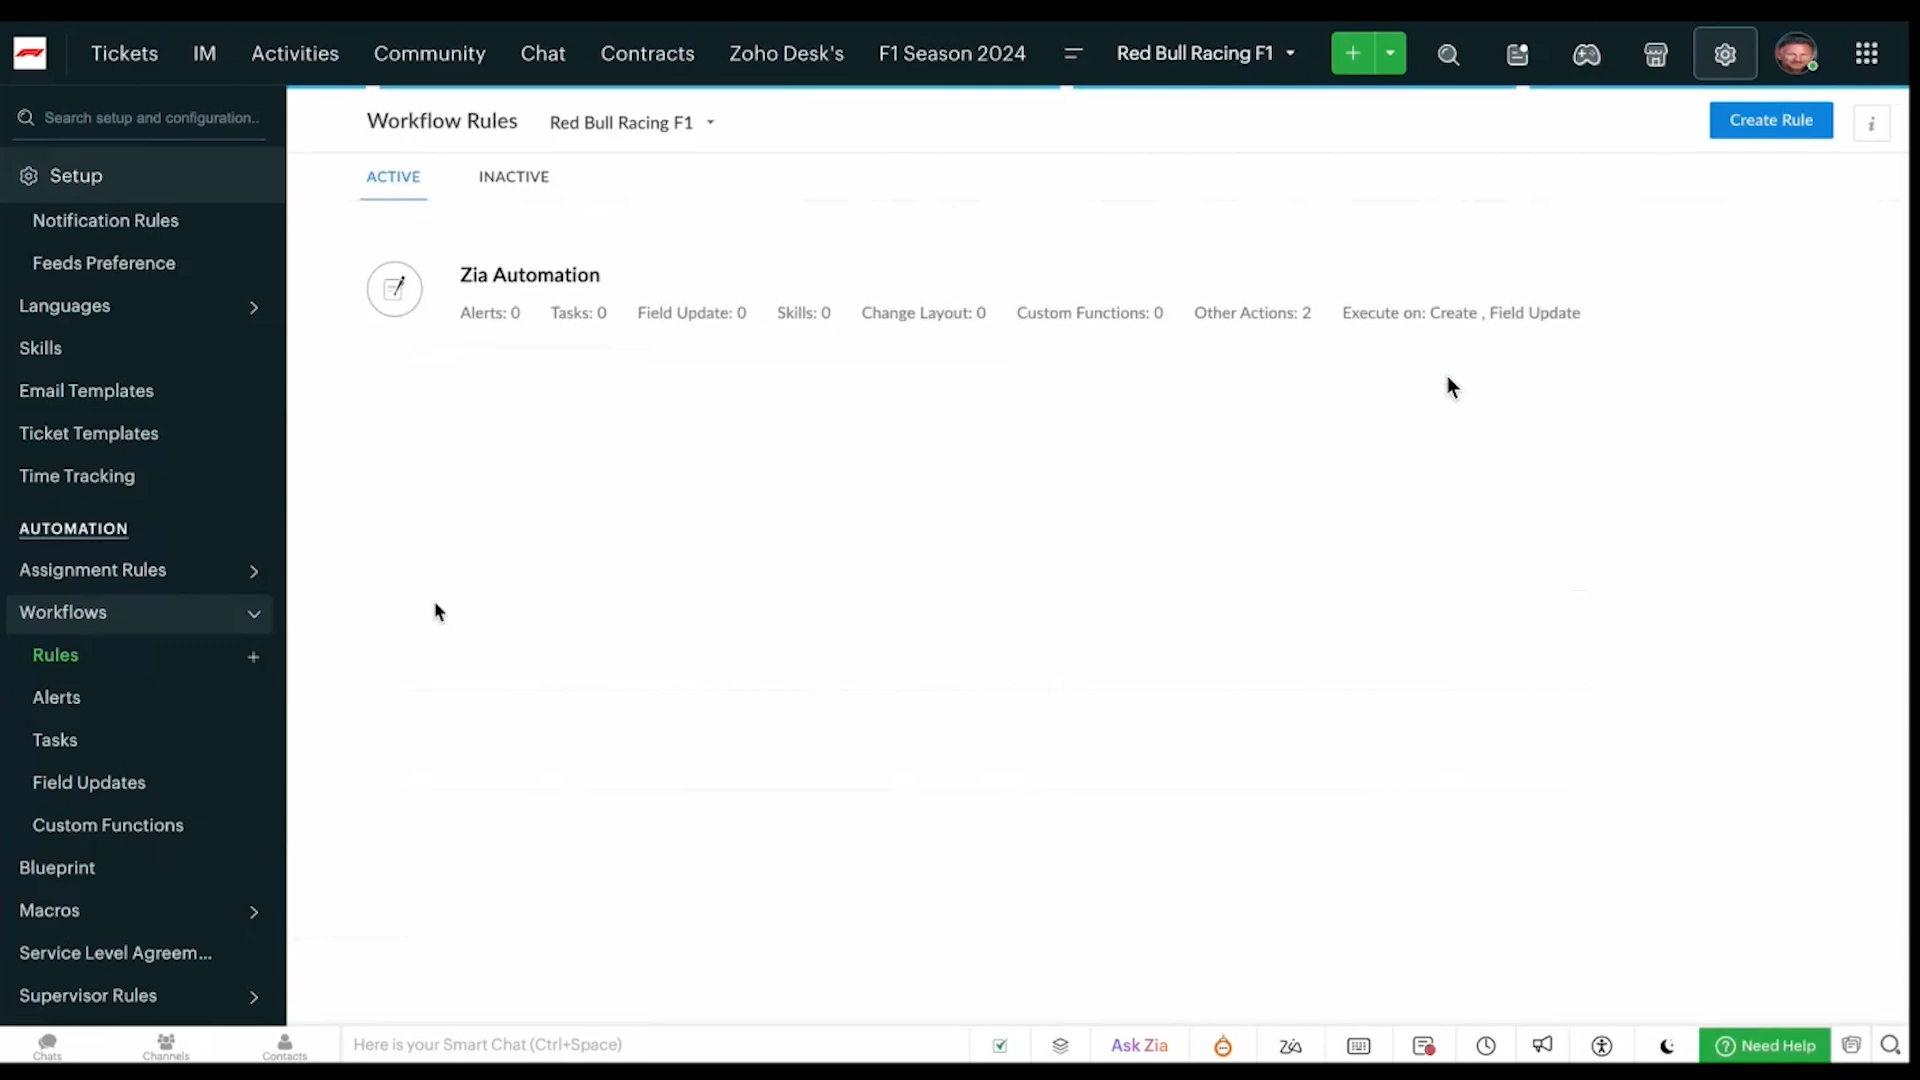 Tickets IM Activities Community Chat Contracts Zoho Desk's F1 Season 2024 Red Bull Racing F1
Search setup and configuration..
Workflow Rules Red Bull Racing F1 Create Rule i
Setup
ACTIVE INACTIVE
Notification Rules
Feeds Preference
Languages
Skills
Email Templates
Ticket Templates
Time Tracking
AUTOMATION
Assignment Rules
Workflows
Rules
Alerts
Tasks
Field Updates
Custom Functions
Blueprint
Macros
Service Level Agreem...
Supervisor Rules
Zia Automation
Alerts: 0 Tasks: 0 Field Update: 0 Skills: 0 Change Layout: 0 Custom Functions: 0 Other Actions: 2 Execute on: Create , Field Update
Chats Channels Contacts Here is your Smart Chat (Ctrl+Space) Ask Zia Need Help